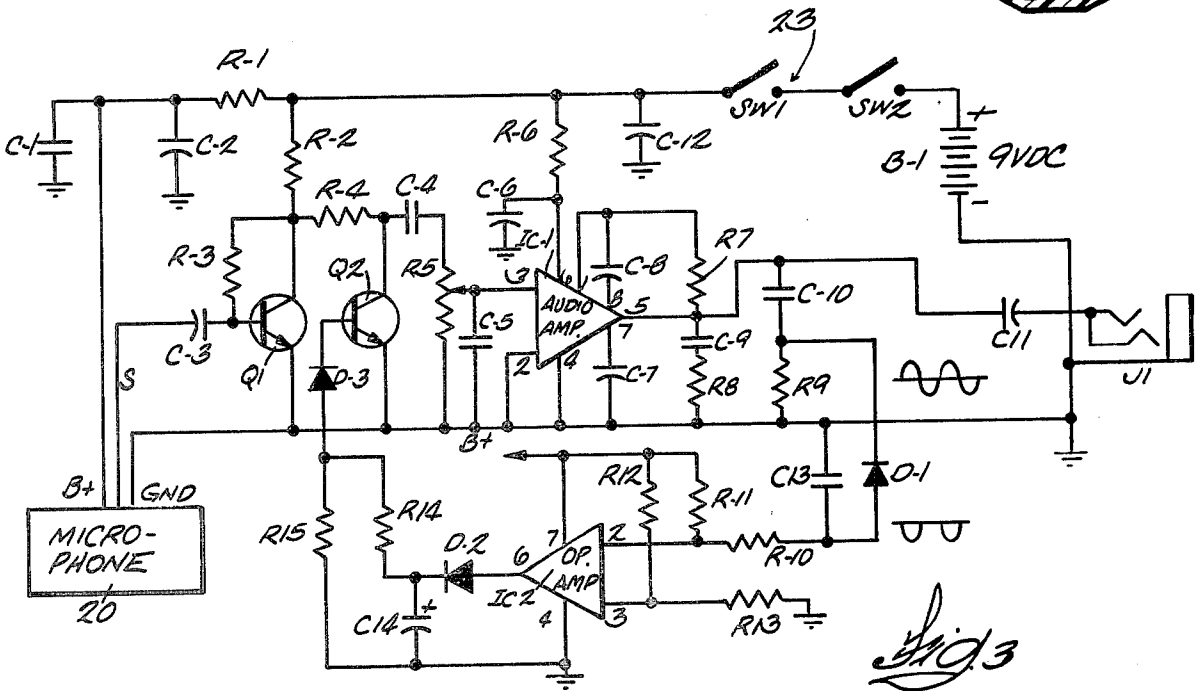 23
R-1
SW1
SW2
C-1
C-2
R-2
R-6
C-12
+
B-1
9VDC
-
R-4
C-4
C-6
R-3
Q2
R5
IC-1
3
6
1
C-8
R7
8
AUDIO
AMP.
5
7
C-10
C-3
Q1
C-5
2
4
C-9
C-7
R8
R9
C11
J1
S
D-3
B+
B+
GND
R12
R-11
C13
D-1
MICRO-
PHONE
20
R15
R14
D-2
7
2
6
OP.
AMP
IC2
R-10
C14
+
4
3
R13
Fig. 3